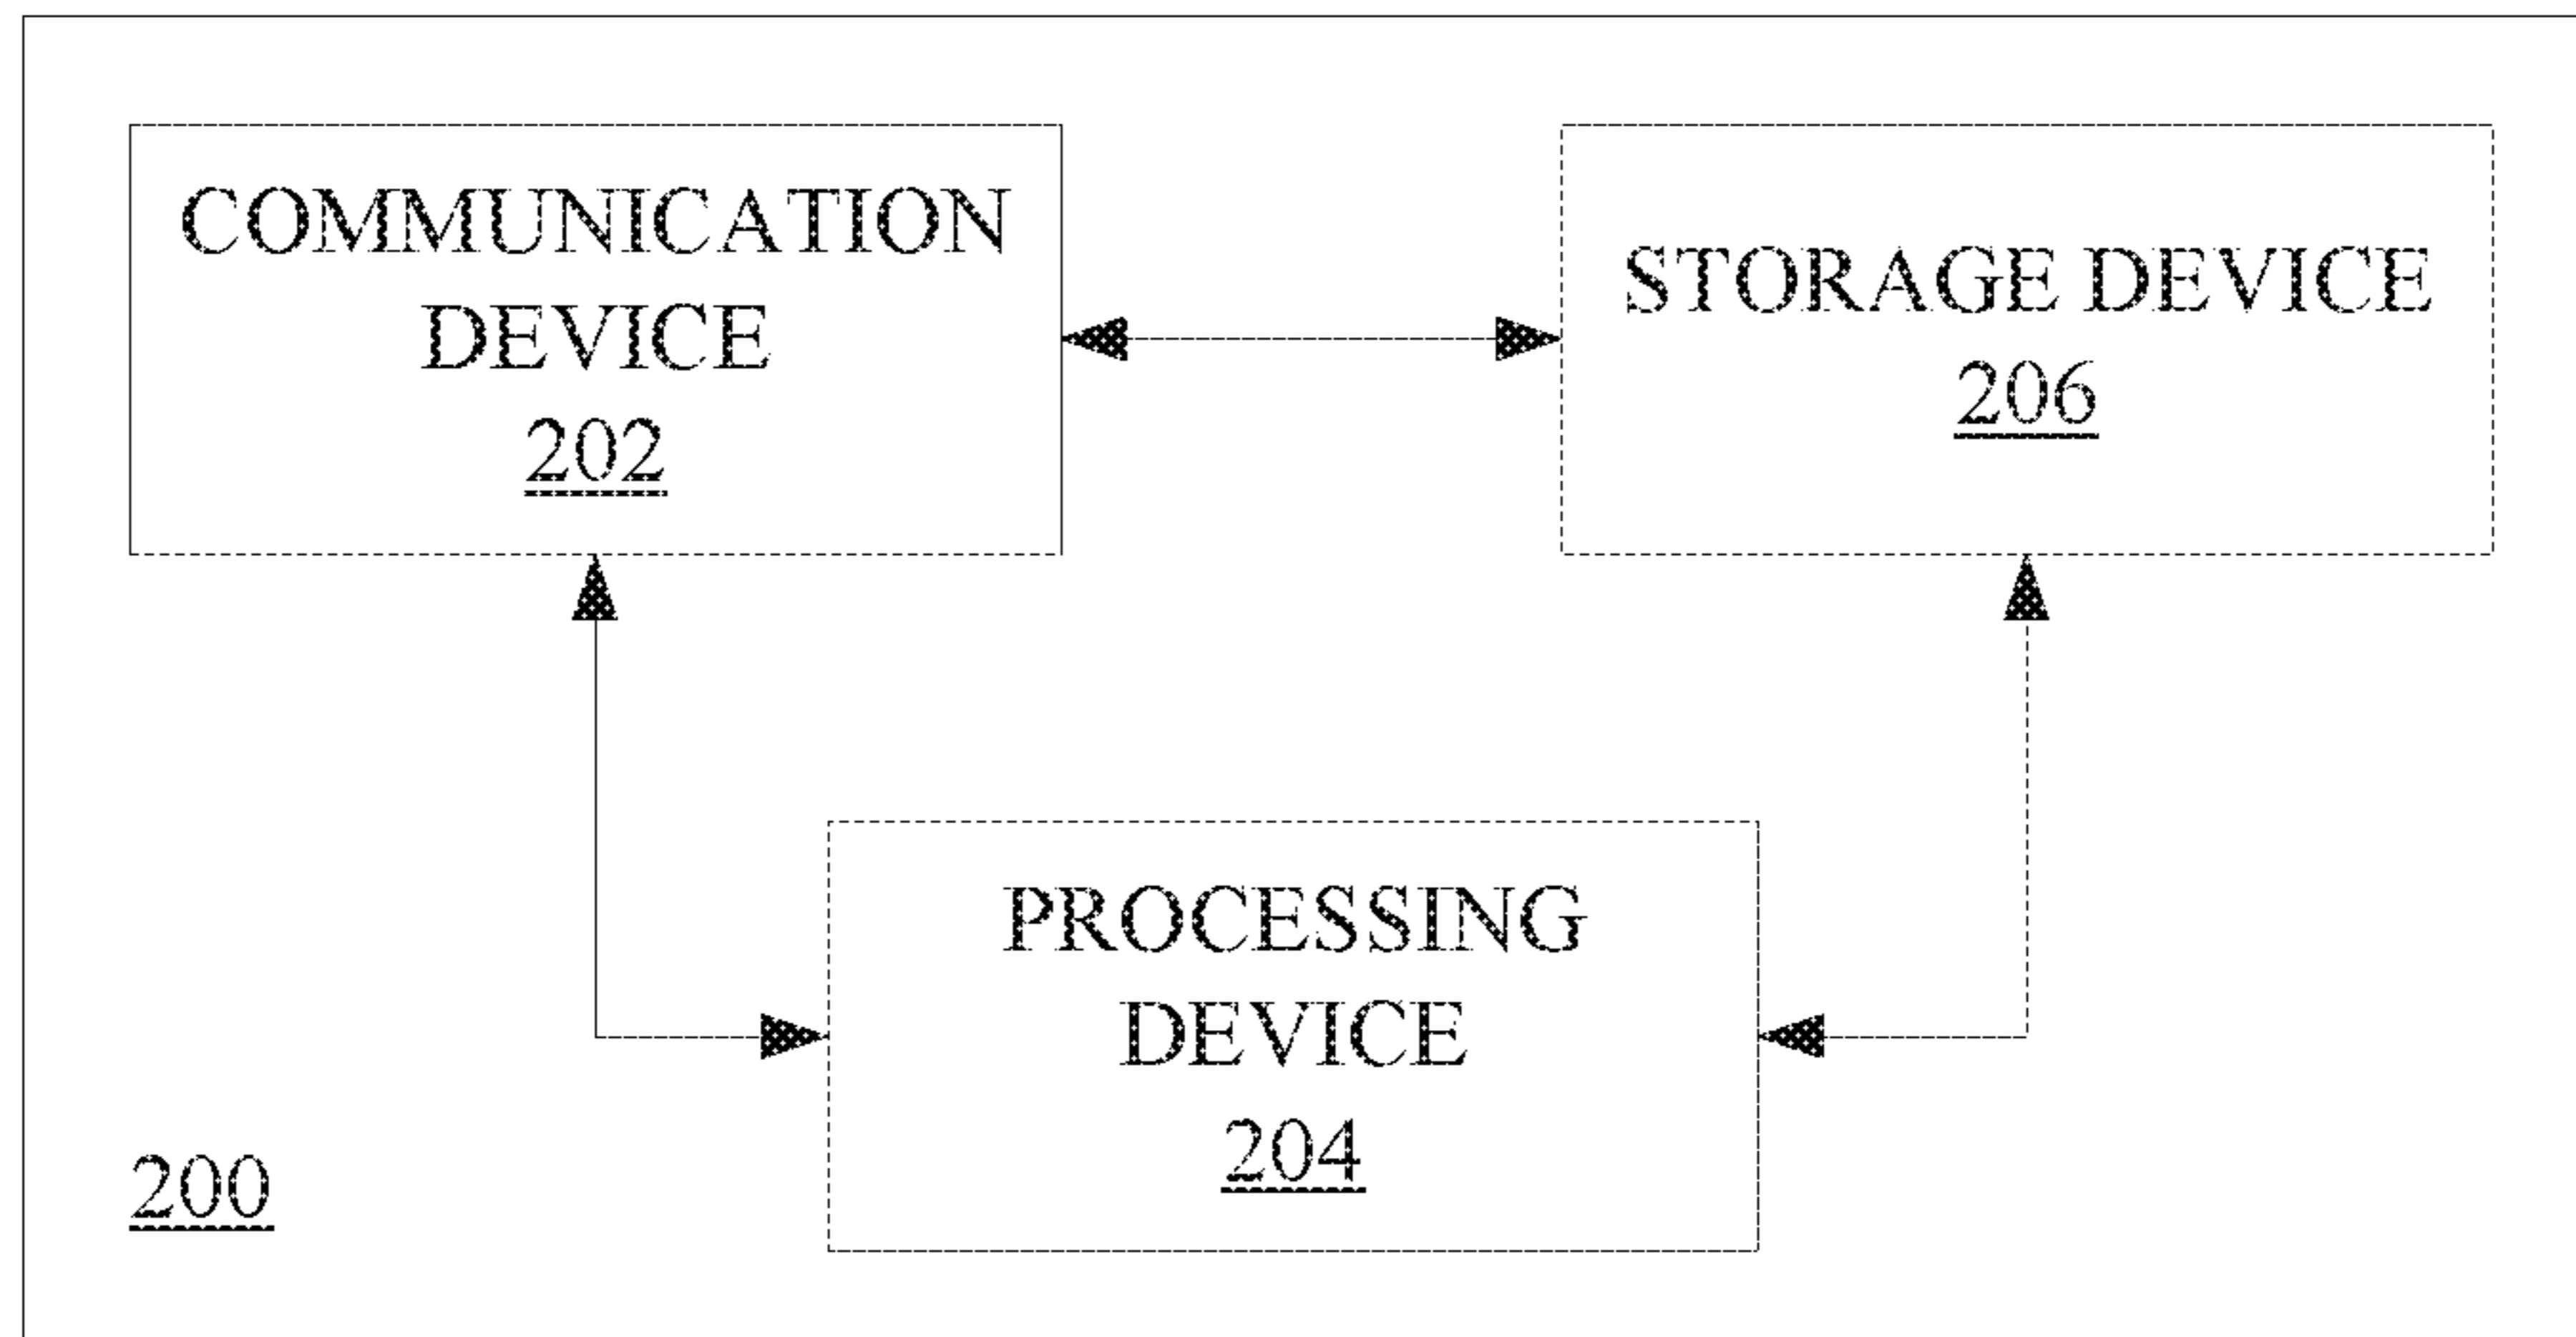 COMMUNICATION
DEVICE
202
STORAGE DEVICE
206
PROCESSING
DEVICE
204
200